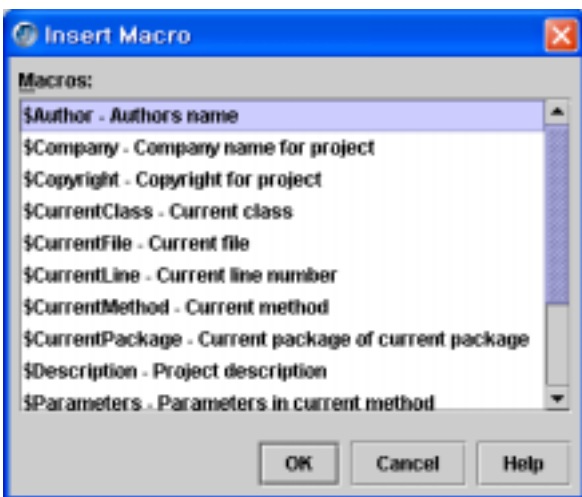 Insert Macro
Macros:
$Author - Authors name
$Company - Company name for project
$Copyright - Copyright for project
$CurrentClass - Current class
$CurrentFile - Current file
$CurrentLine - Current line number
$CurrentMethod - Current method
$CurrentPackage - Current package of current package
$Description - Project description
$Parameters - Parameters in current method
OK Cancel Help